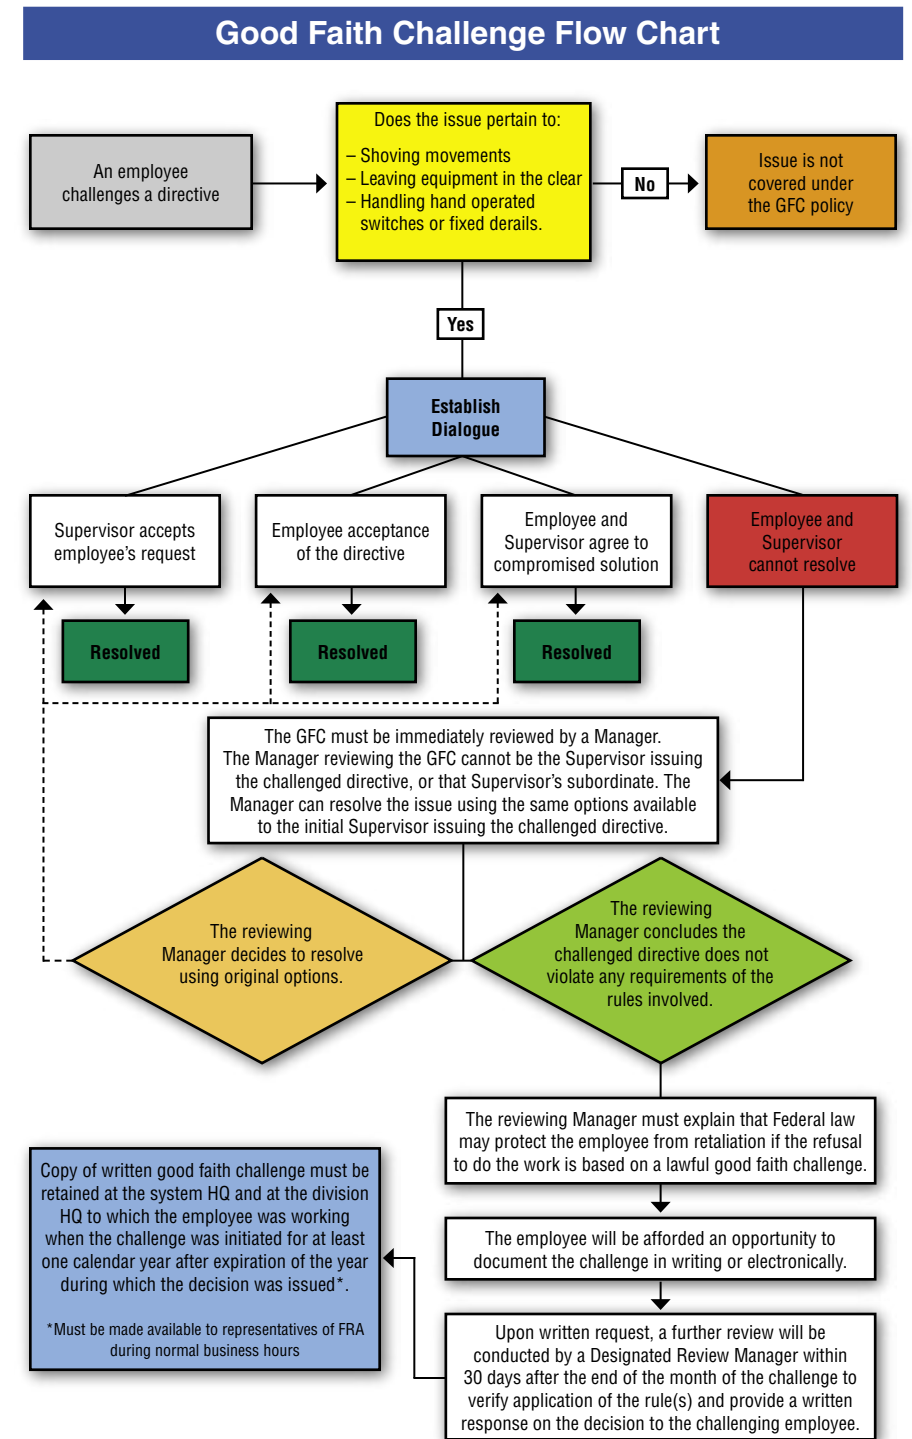 Good Faith Challenge Flow Chart
An employee
challenges a directive
Does the issue pertain to:
– Shoving movements
– Leaving equipment in the clear
– Handling hand operated
switches or fixed derails.
No
Issue is not
covered under
the GFC policy
Yes
Establish
Dialogue
Supervisor accepts
employee’s request
Employee acceptance
of the directive
Employee and
Supervisor agree to
compromised solution
Employee and
Supervisor
cannot resolve
Resolved
Resolved
Resolved
The GFC must be immediately reviewed by a Manager.
The Manager reviewing the GFC cannot be the Supervisor issuing
the challenged directive, or that Supervisor’s subordinate. The
Manager can resolve the issue using the same options available
to the initial Supervisor issuing the challenged directive.
The reviewing
Manager decides to resolve
using original options.
The reviewing
Manager concludes the
challenged directive does not
violate any requirements of the
rules involved.
The reviewing Manager must explain that Federal law
may protect the employee from retaliation if the refusal
to do the work is based on a lawful good faith challenge.
The employee will be afforded an opportunity to
document the challenge in writing or electronically.
Upon written request, a further review will be
conducted by a Designated Review Manager within
30 days after the end of the month of the challenge to
verify application of the rule(s) and provide a written
response on the decision to the challenging employee.
Copy of written good faith challenge must be
retained at the system HQ and at the division
HQ to which the employee was working
when the challenge was initiated for at least
one calendar year after expiration of the year
during which the decision was issued*.
*Must be made available to representatives of FRA
during normal business hours